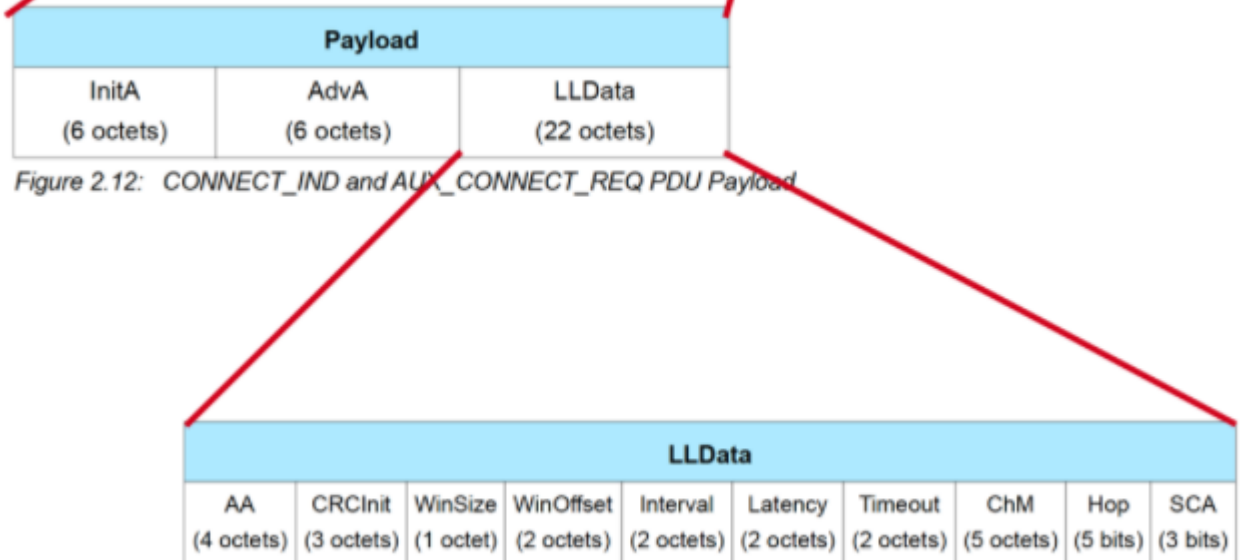 Payload
InitA AdvA LLData
(6 octets) (6 octets) (22 octets)
Figure 2.12: CONNECT_IND and AUX_CONNECT_REQ PDU Payload
LLData
AA CRCInit WinSize WinOffset Interval Latency Timeout ChM Hop SCA
(4 octets) (3 octets) (1 octet) (2 octets) (2 octets) (2 octets) (2 octets) (5 octets) (5 bits) (3 bits)